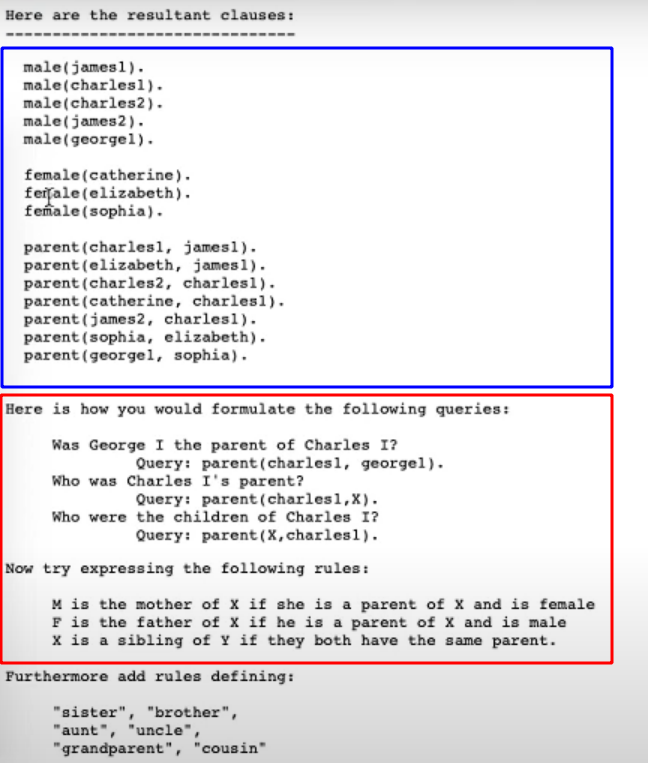 Here are the resultant clauses:
-------------------------------
male(james1).
male(charles1).
male(charles2).
male(james2).
male(george1).
female(catherine).
female(elizabeth).
female(sophia).
parent(charles1, james1).
parent(elizabeth, james1).
parent(charles2, charles1).
parent(catherine, charles1).
parent(james2, charles1).
parent(sophia, elizabeth).
parent(george1, sophia).
Here is how you would formulate the following queries:
Was George I the parent of Charles I?
Query: parent(charles1, george1).
Who was Charles I's parent?
Query: parent(charles1,X).
Who were the children of Charles I?
Query: parent(X,charles1).
Now try expressing the following rules:
M is the mother of X if she is a parent of X and is female
F is the father of X if he is a parent of X and is male
X is a sibling of Y if they both have the same parent.
Furthermore add rules defining:
"sister", "brother",
"aunt", "uncle",
"grandparent", "cousin"